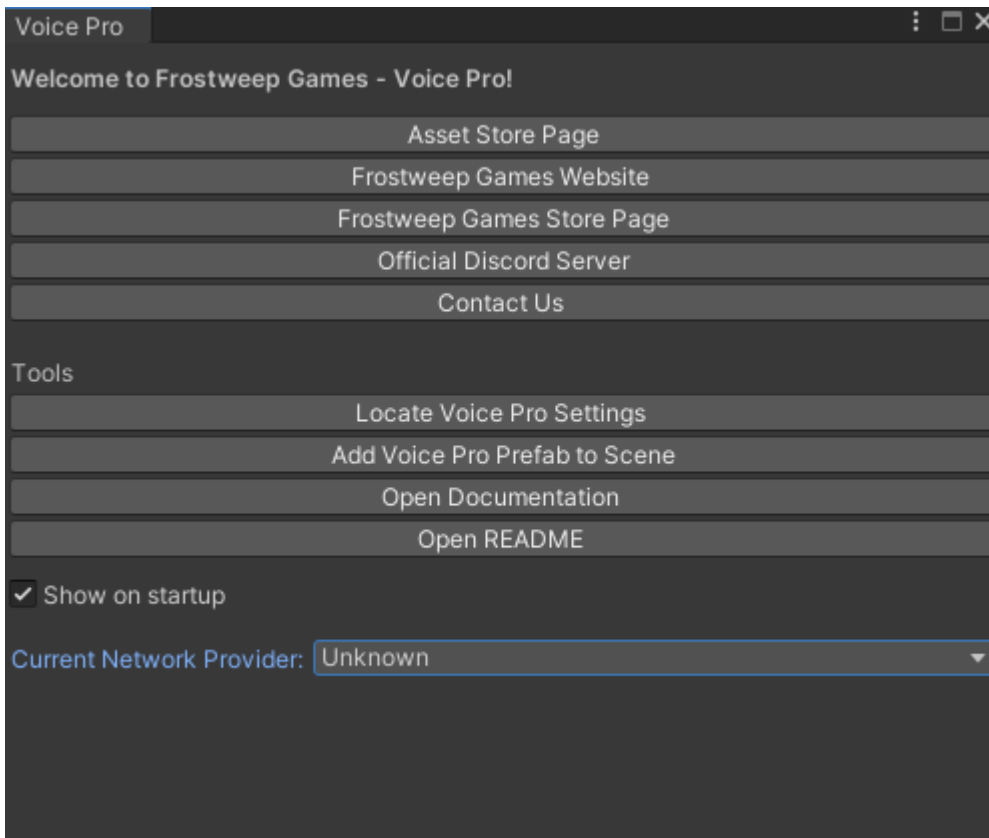 Voice Pro
Welcome to Frostweep Games - Voice Pro!
Asset Store Page
Frostweep Games Website
Frostweep Games Store Page
Official Discord Server
Contact Us
Tools
Locate Voice Pro Settings
Add Voice Pro Prefab to Scene
Open Documentation
Open README
Show on startup
Current Network Provider: Unknown